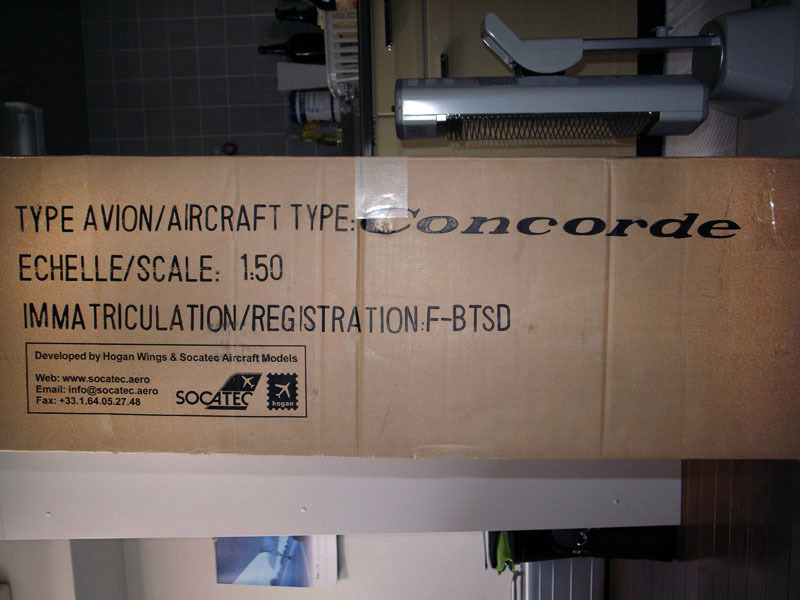 TYPE AVION/AIRCRAFT TYPE: Concorde
ECHELLE/SCALE: 1:50
IMMATRICULATION/REGISTRATION:F-BTSD
Developed by Hogan Wings & Socatec Aircraft Models
Web: www.socatec.aero
Email: info@socatec.aero
Fax: +33.1.64.05.27.48
SOCATEC
hogan